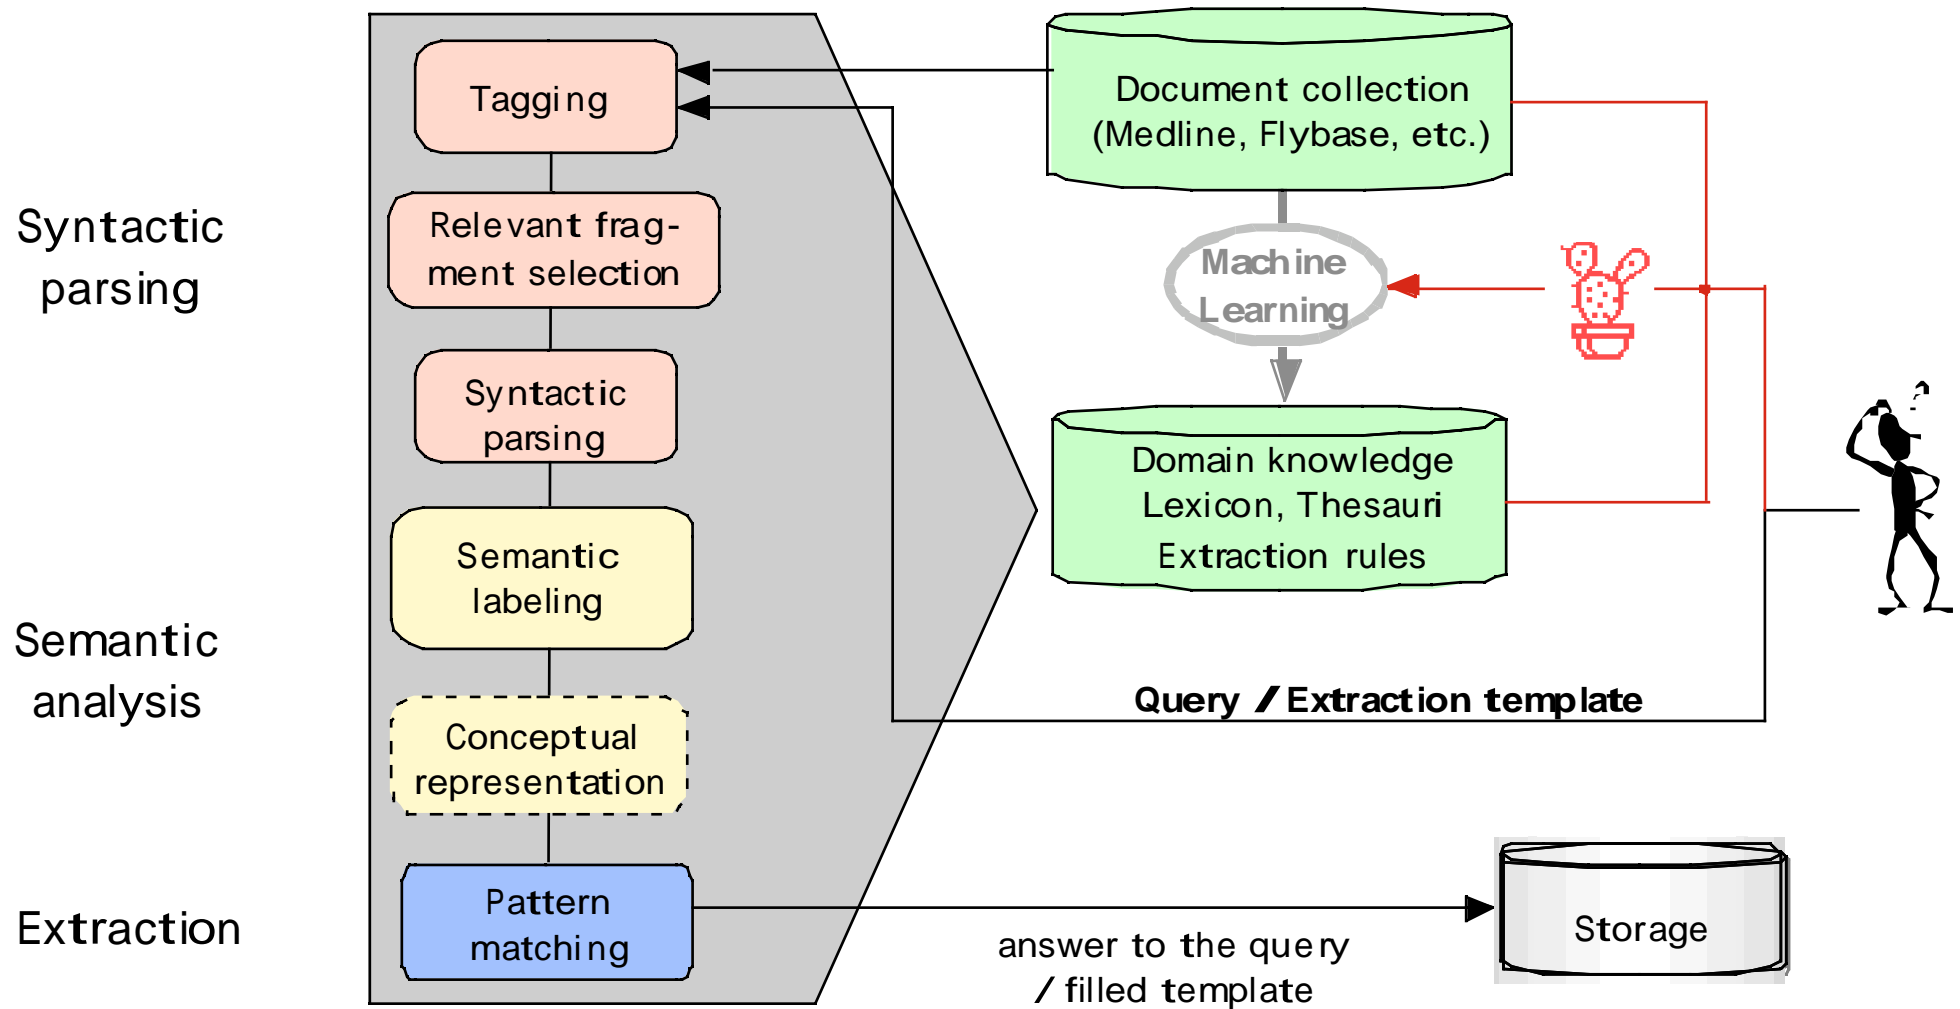 Syntactic
parsing
Semantic
analysis
Extraction
Tagging
Relevant frag-
ment selection
Syntactic
parsing
Semantic
labeling
Conceptual
representation
Pattern
matching
Document collection
(Medline, Flybase, etc.)
Machine
Learning
Domain knowledge
Lexicon, Thesauri
Extraction rules
?
Query / Extraction template
answer to the query
/ filled template
Storage